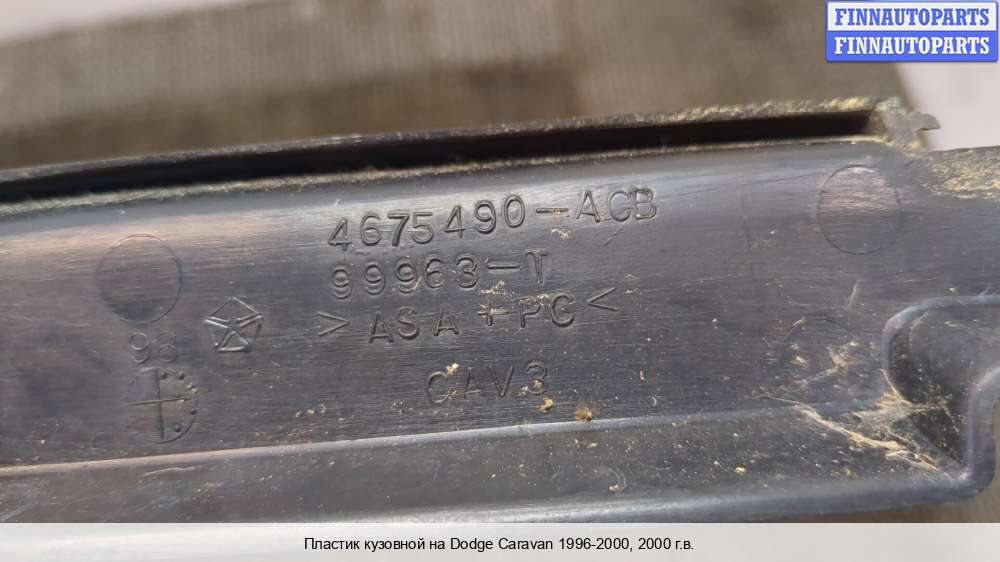 FINNAUTOPARTS
FINNAUTOPARTS
4675490-ACB
99963-T
>ASA+PC<
98
CAV3
Пластик кузовной на Dodge Caravan 1996-2000, 2000 г.в.